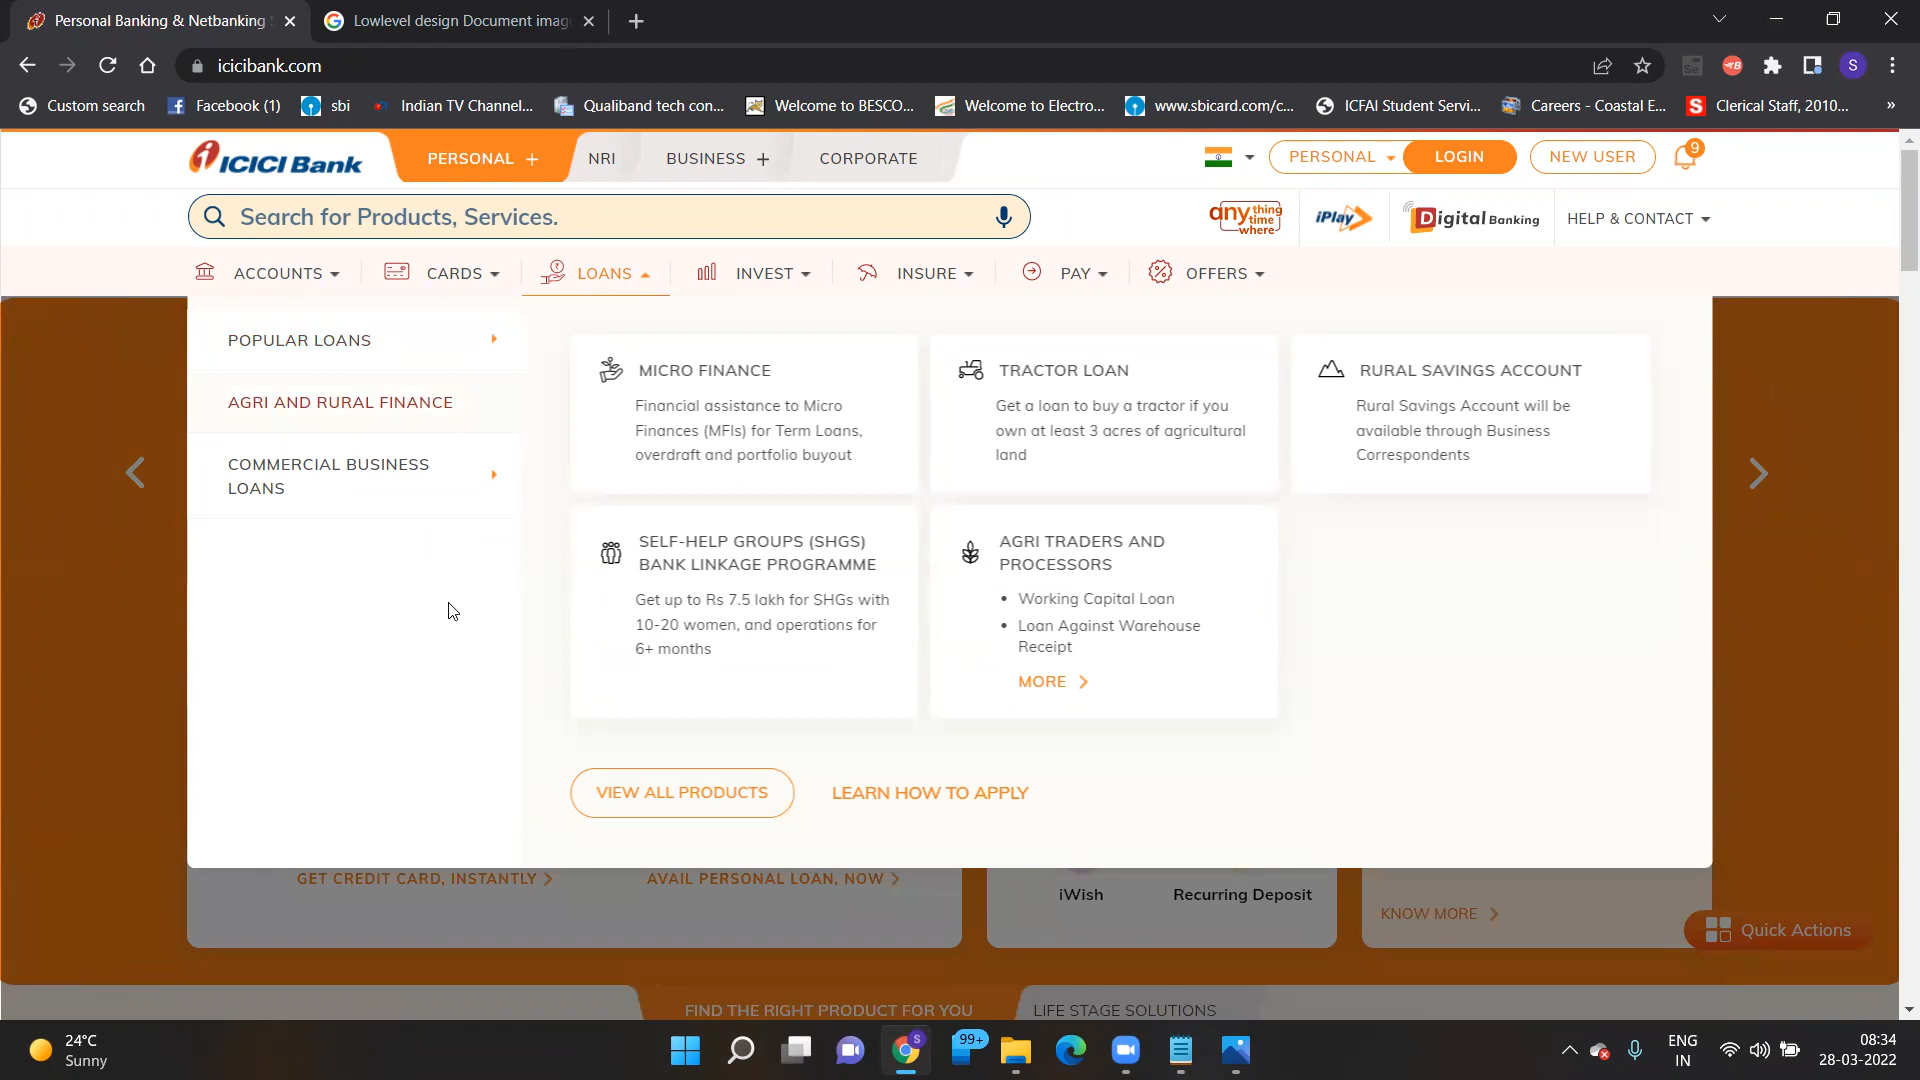 Personal Banking & Netbanking
Lowlevel design Document imag
icicibank.com
S
Custom search
Facebook (1)
sbi
Indian TV Channel...
Qualiband tech con...
Welcome to BESCO...
Welcome to Electro...
www.sbicard.com/c...
ICFAI Student Servi...
Careers - Coastal E...
Clerical Staff, 2010...
»
ICICI Bank
PERSONAL +
NRI
BUSINESS +
CORPORATE
PERSONAL
LOGIN
NEW USER
9
Search for Products, Services.
any thing
time
where
iPlay
Digital Banking
HELP & CONTACT
ACCOUNTS
CARDS
LOANS
INVEST
INSURE
PAY
OFFERS
POPULAR LOANS
AGRI AND RURAL FINANCE
COMMERCIAL BUSINESS
LOANS
MICRO FINANCE
Financial assistance to Micro
Finances (MFIs) for Term Loans,
overdraft and portfolio buyout
TRACTOR LOAN
Get a loan to buy a tractor if you
own at least 3 acres of agricultural
land
RURAL SAVINGS ACCOUNT
Rural Savings Account will be
available through Business
Correspondents
SELF-HELP GROUPS (SHGS)
BANK LINKAGE PROGRAMME
Get up to Rs 7.5 lakh for SHGs with
10-20 women, and operations for
6+ months
AGRI TRADERS AND
PROCESSORS
• Working Capital Loan
• Loan Against Warehouse
Receipt
MORE
VIEW ALL PRODUCTS
LEARN HOW TO APPLY
GET CREDIT CARD, INSTANTLY
AVAIL PERSONAL LOAN, NOW
iWish
Recurring Deposit
KNOW MORE
Quick Actions
FIND THE RIGHT PRODUCT FOR YOU
LIFE STAGE SOLUTIONS
24°C
Sunny
S
99+
ENG
IN
08:34
28-03-2022